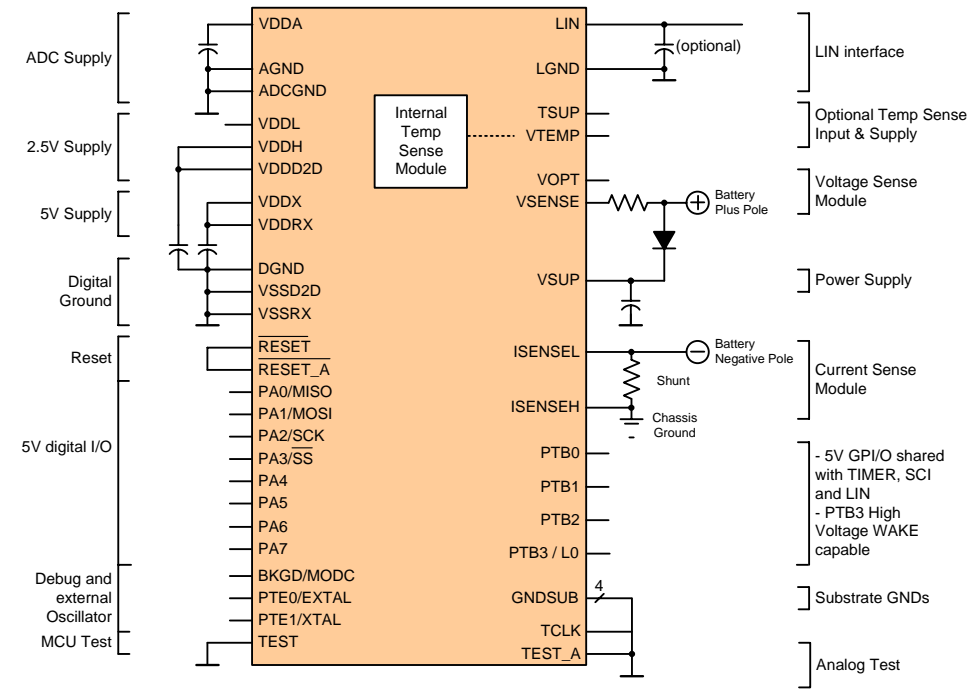 ADC Supply
2.5V Supply
5V Supply
Digital
Ground
Reset
5V digital I/O
Debug and
external
Oscillator
MCU Test
VDDA
AGND
ADCGND
VDDL
VDDH
VDDD2D
VDDX
VDDRX
DGND
VSSD2D
VSSRX
RESET
RESET_A
PA0/MISO
PA1/MOSI
PA2/SCK
PA3/SS
PA4
PA5
PA6
PA7
BKGD/MODC
PTE0/EXTAL
PTE1/XTAL
TEST
Internal
Temp
Sense
Module
LIN
LGND
TSUP
VTEMP
VOPT
VSENSE
VSUP
ISENSEL
ISENSEH
PTB0
PTB1
PTB2
PTB3 / L0
GNDSUB
TCLK
TEST_A
(optional)
Battery
Plus Pole
Battery
Negative Pole
Shunt
Chassis
Ground
4
LIN interface
Optional Temp Sense
Input & Supply
Voltage Sense
Module
Power Supply
Current Sense
Module
- 5V GPI/O shared
with TIMER, SCI
and LIN
- PTB3 High
Voltage WAKE
capable
Substrate GNDs
Analog Test